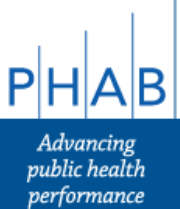 PHAB
Advancing
public health
performance